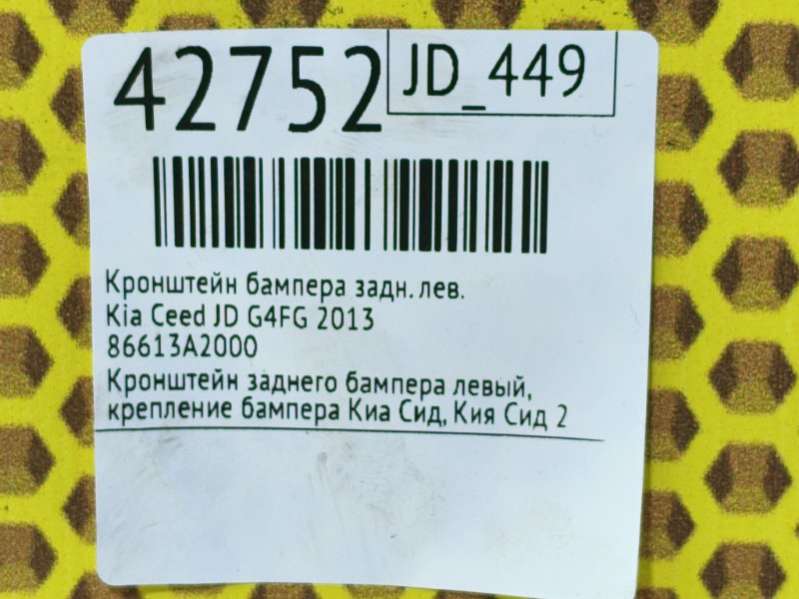 42752
JD_449
Кронштейн бампера задн. лев.
Kia Ceed JD G4FG 2013
86613A2000
Кронштейн заднего бампера левый,
крепление бампера Киа Сид, Кия Сид 2